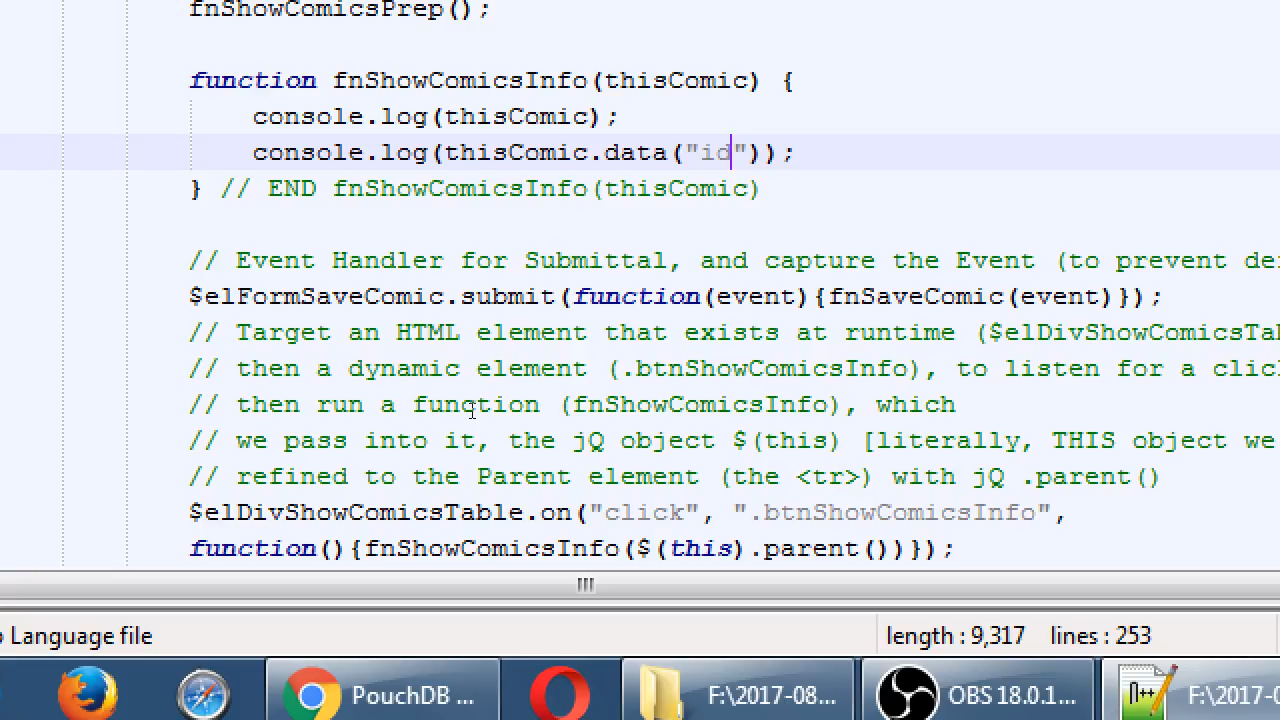 fnShowComicsPrep();
function fnShowComicsInfo(thisComic) {
console.log(thisComic);
console.log(thisComic.data("id"));
} // END fnShowComicsInfo(thisComic)
// Event Handler for Submittal, and capture the Event (to prevent de
$elFormSaveComic.submit(function(event){fnSaveComic(event)});
// Target an HTML element that exists at runtime ($elDivShowComicsTab
// then a dynamic element (.btnShowComicsInfo), to listen for a clic
// then run a function (fnShowComicsInfo), which
// we pass into it, the jQ object $(this) [literally, THIS object we
// refined to the Parent element (the <tr>) with jQ .parent()
$elDivShowComicsTable.on("click", ".btnShowComicsInfo",
function(){fnShowComicsInfo($(this).parent())});
Language file
length : 9,317 lines : 253
PouchDB ...
F:\2017-08...
OBS 18.0.1...
F:\2017-0